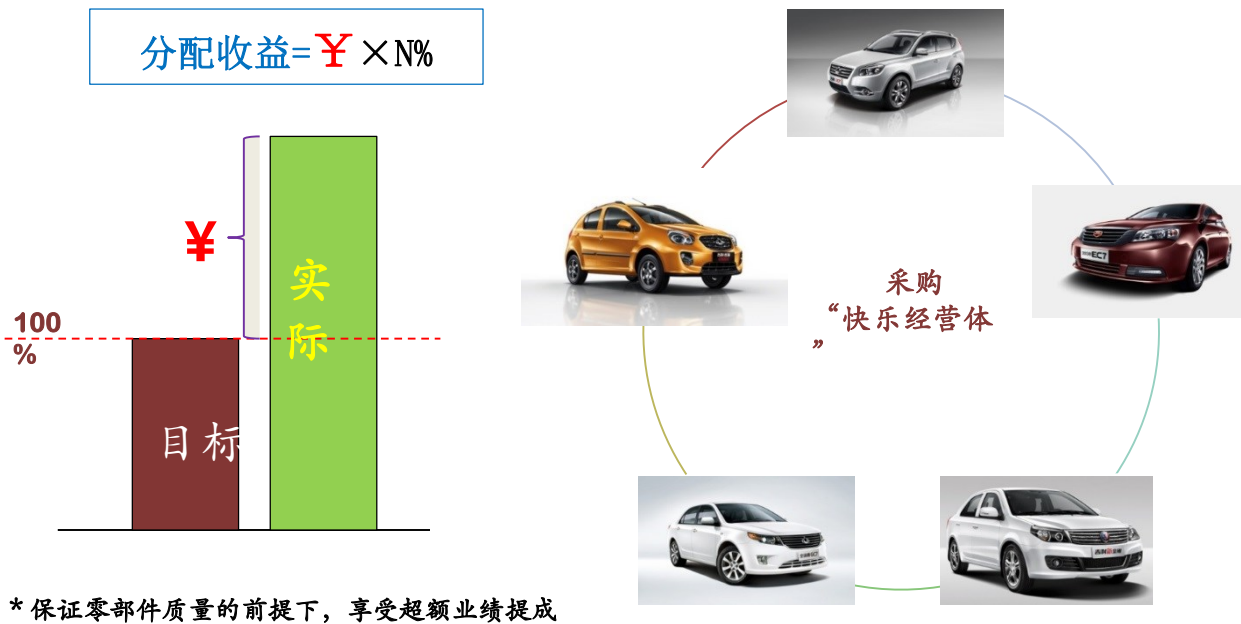 分配收益=¥×N%
¥
实
际
100
%
目标
*保证零部件质量的前提下，享受超额业绩提成
采购
“快乐经营体
”
EC7